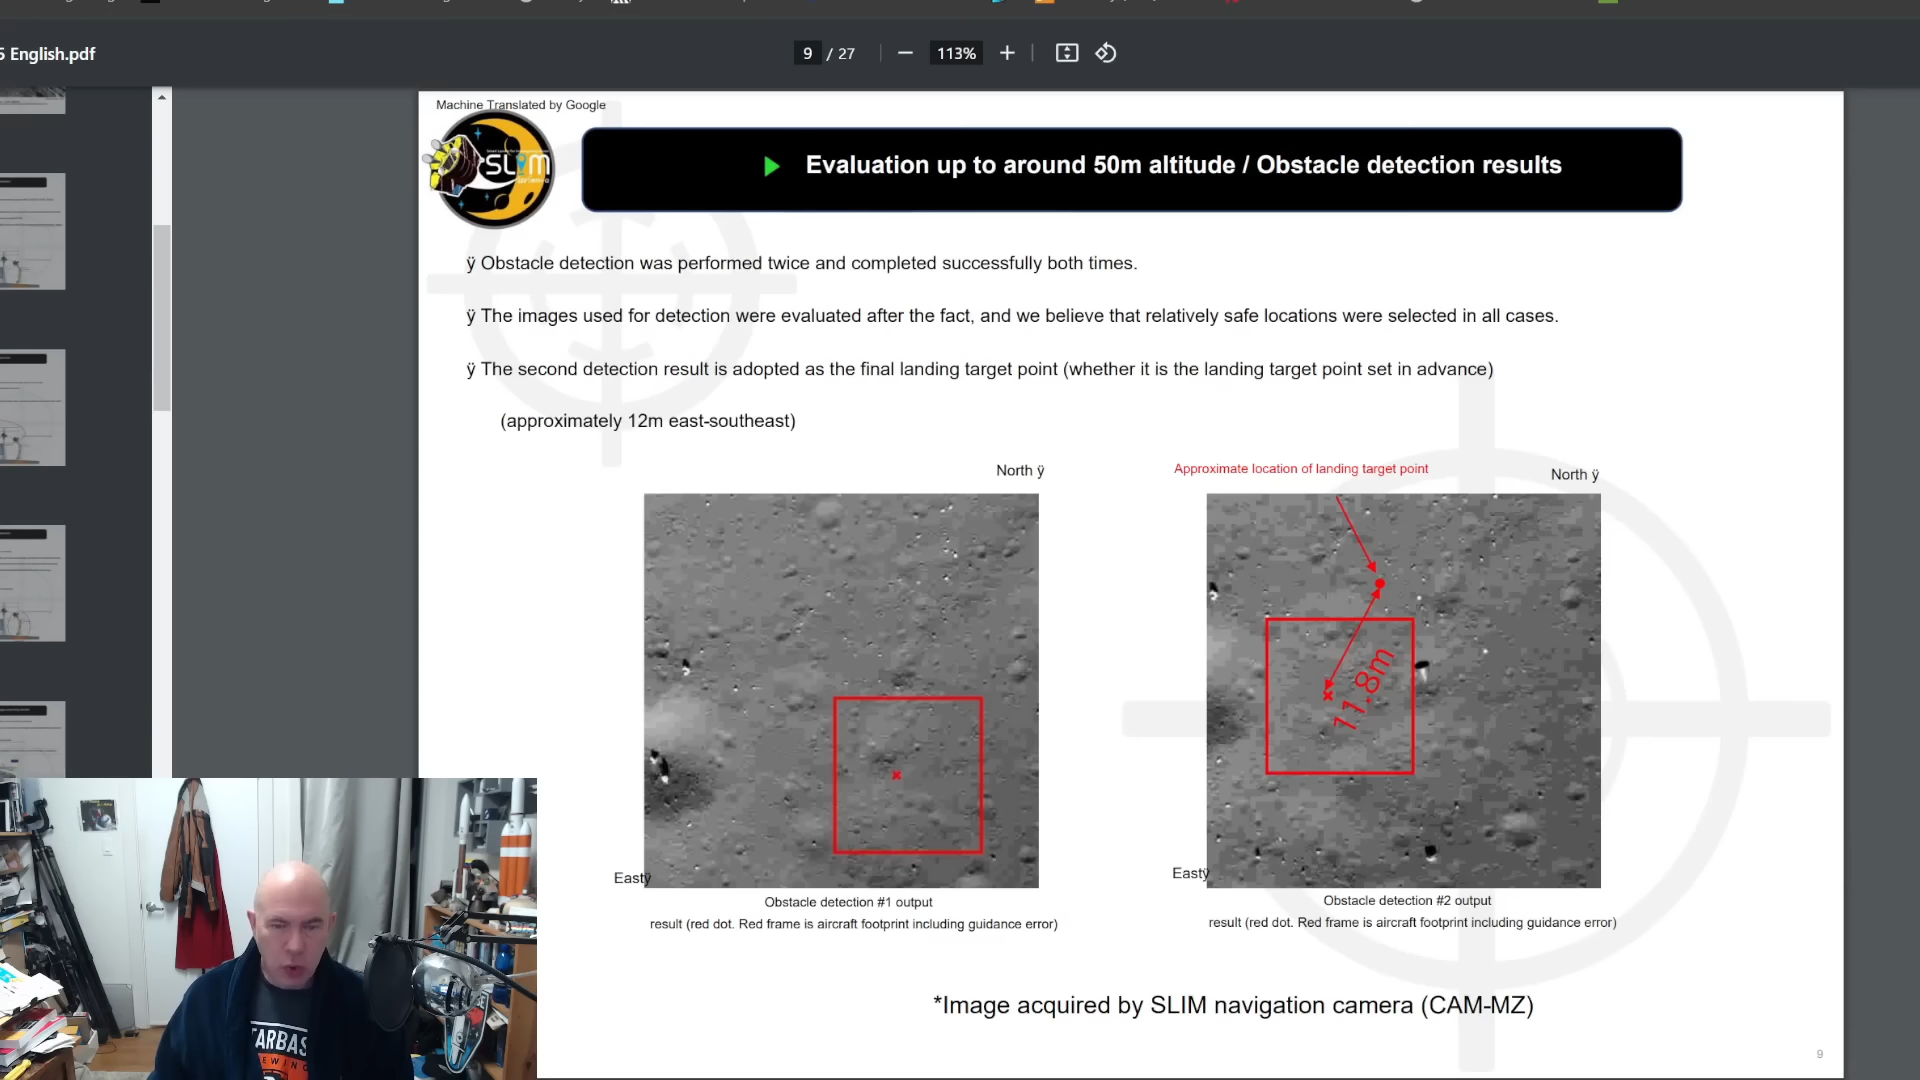 5 English.pdf
9 / 27
113%
Machine Translated by Google
SLIM
Evaluation up to around 50m altitude / Obstacle detection results
ÿ Obstacle detection was performed twice and completed successfully both times.
ÿ The images used for detection were evaluated after the fact, and we believe that relatively safe locations were selected in all cases.
ÿ The second detection result is adopted as the final landing target point (whether it is the landing target point set in advance)
(approximately 12m east-southeast)
North ÿ
Approximate location of landing target point
North ÿ
11.8m
Eastÿ
Eastÿ
Obstacle detection #1 output
result (red dot. Red frame is aircraft footprint including guidance error)
Obstacle detection #2 output
result (red dot. Red frame is aircraft footprint including guidance error)
*Image acquired by SLIM navigation camera (CAM-MZ)
9
TARBAS
EWING